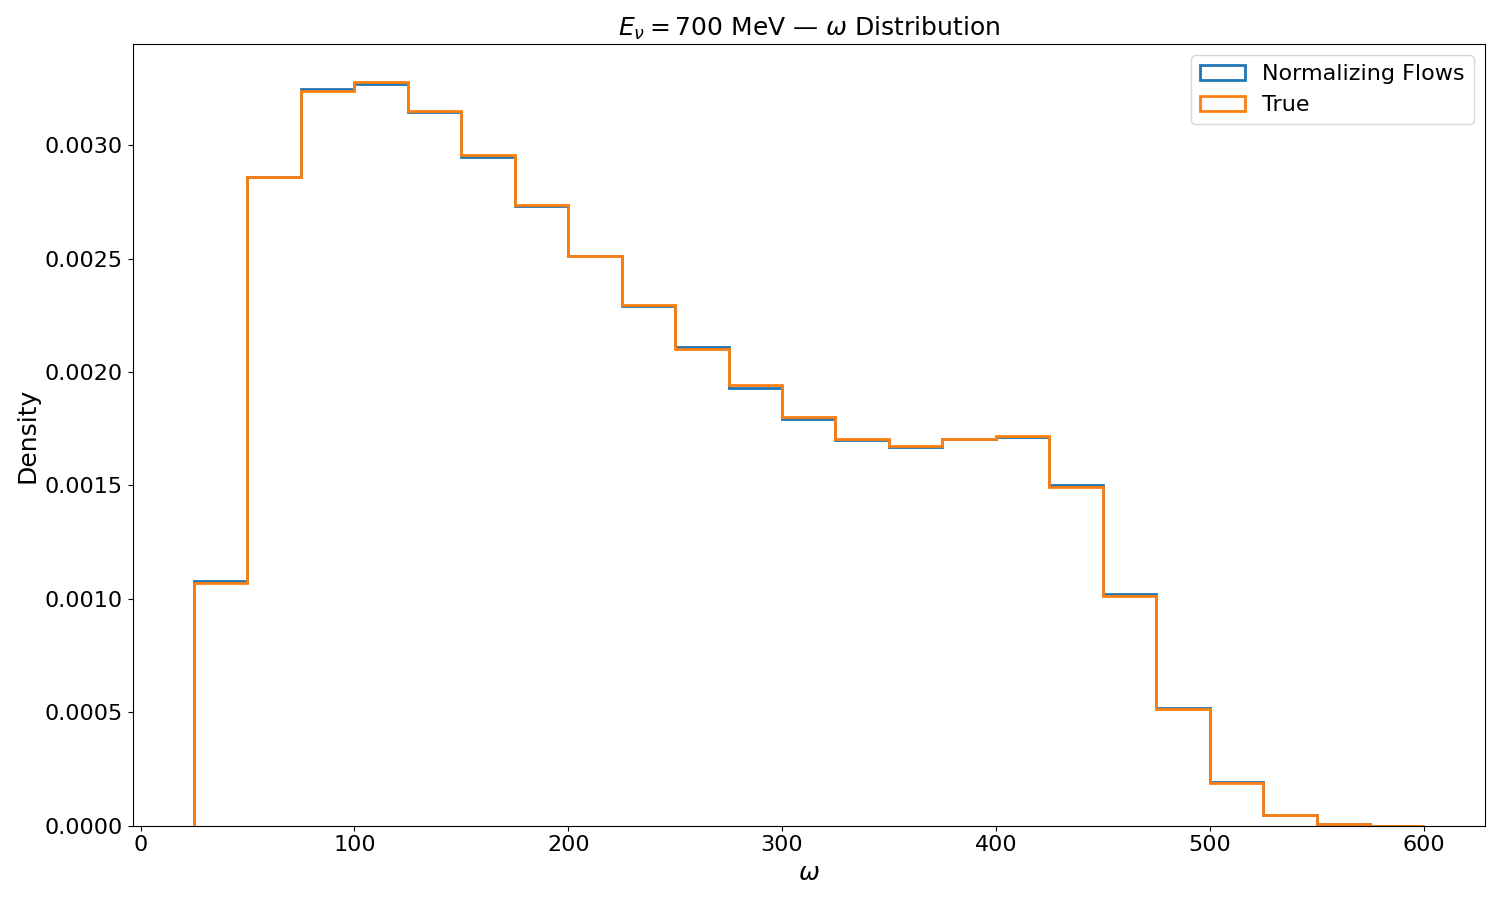 E_ν = 700 MeV — ω Distribution
Normalizing Flows
True
Density
0.0030
0.0025
0.0020
0.0015
0.0010
0.0005
0.0000
0 100 200 300 400 500 600
ω